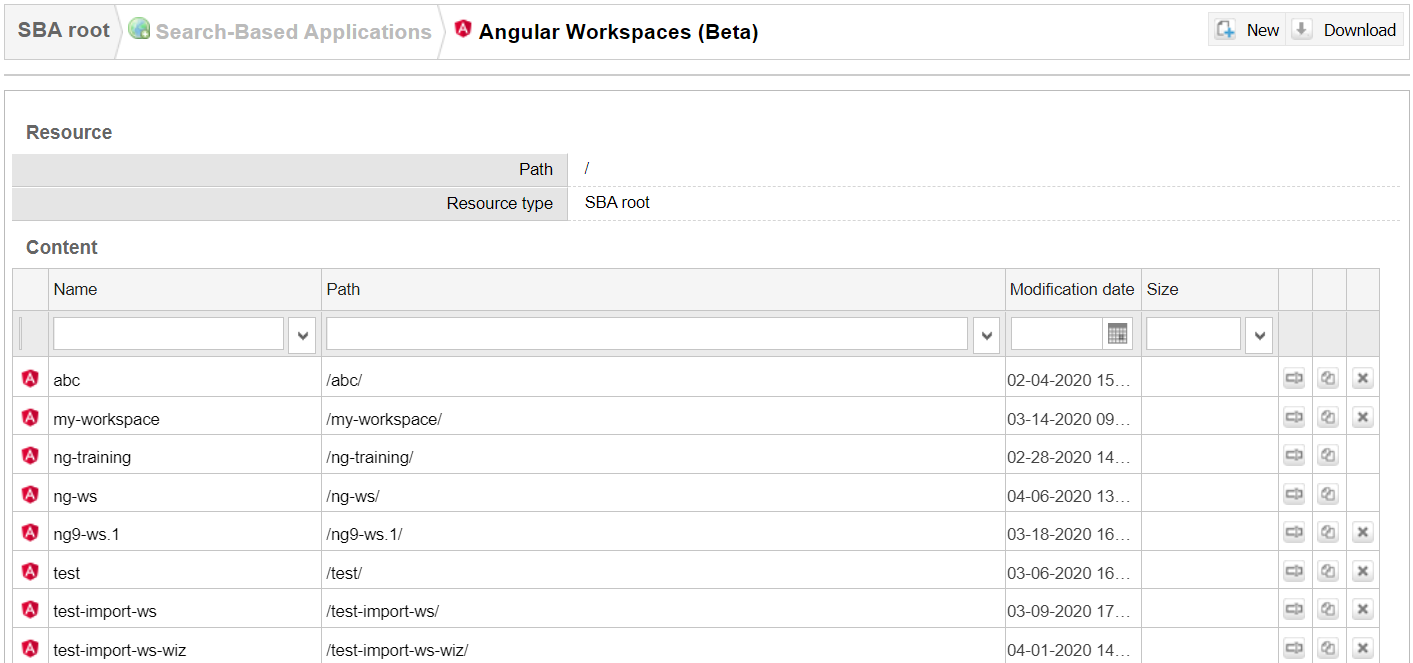 SBA root Search-Based Applications Angular Workspaces (Beta) New Download
Resource
Path /
Resource type SBA root
Content
Name Path Modification date Size
abc /abc/ 02-04-2020 15…
my-workspace /my-workspace/ 03-14-2020 09…
ng-training /ng-training/ 02-28-2020 14…
ng-ws /ng-ws/ 04-06-2020 13…
ng9-ws.1 /ng9-ws.1/ 03-18-2020 16…
test /test/ 03-06-2020 16…
test-import-ws /test-import-ws/ 03-09-2020 17…
test-import-ws-wiz /test-import-ws-wiz/ 04-01-2020 14…